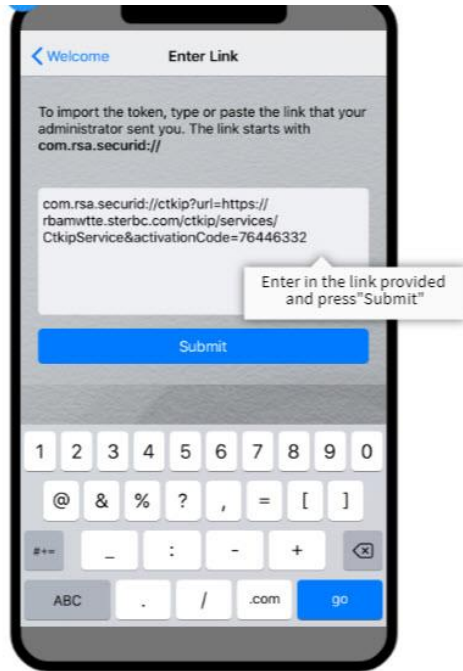 Welcome
Enter Link
To import the token, type or paste the link that your
administrator sent you. The link starts with
com.rsa.securid://
com.rsa.securid://ctkip?url=https://
rbamwtte.sterbc.com/ctkip/services/
CtkipService&activationCode=76446332
Enter in the link provided
and press"Submit"
Submit
1 2 3 4 5 6 7 8 9 0
@ & % ? , = [ ]
#+= _ : - +
ABC . / .com go